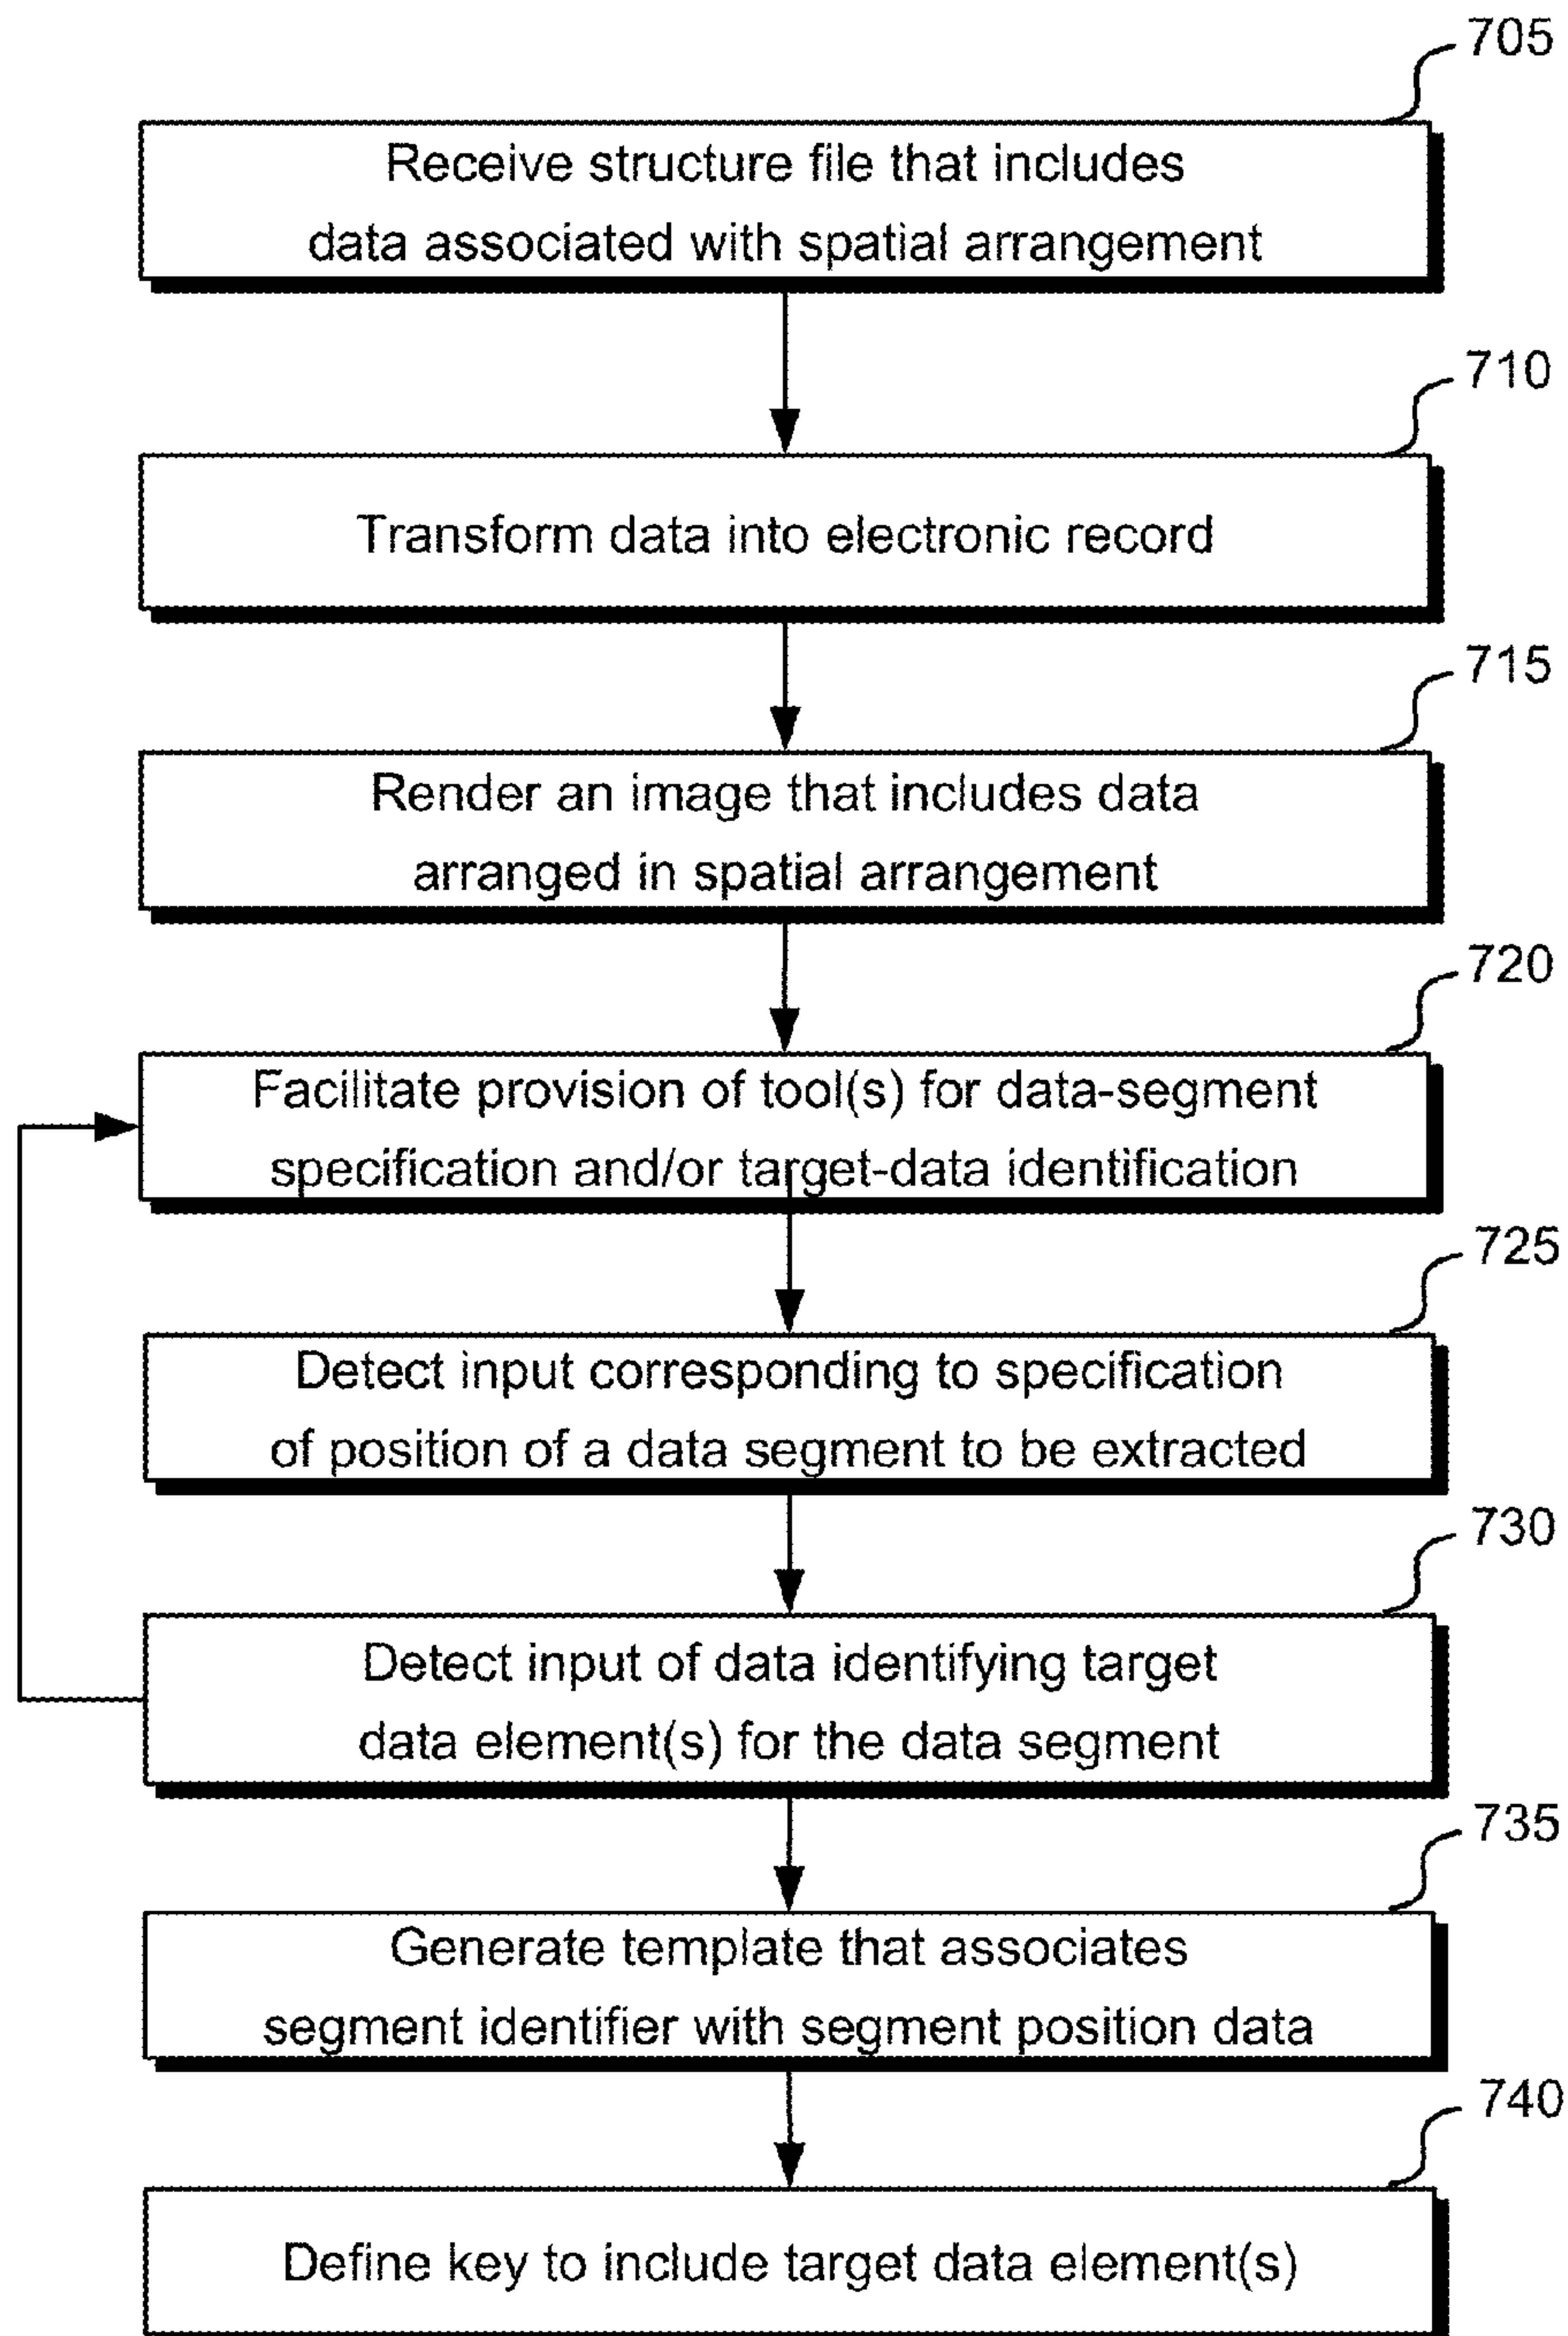 705
Receive structure file that includes
data associated with spatial arrangement
710
Transform data into electronic record
715
Render an image that includes data
arranged in spatial arrangement
720
Facilitate provision of tool(s) for data-segment
specification and/or target-data identification
725
Detect input corresponding to specification
of position of a data segment to be extracted
730
Detect input of data identifying target
data element(s) for the data segment
735
Generate template that associates
segment identifier with segment position data
740
Define key to include target data element(s)